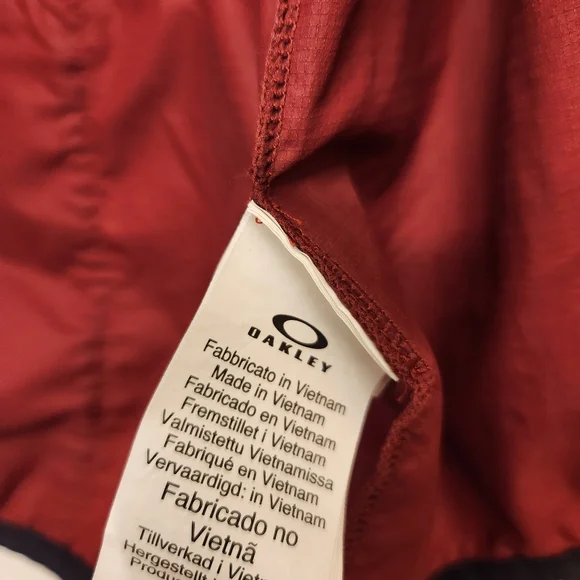 OAKLEY
Fabbricato in Vietnam
Made in Vietnam
Fabricado en Vietnam
Fremstillet i Vietnam
Valmistettu Vietnamissa
Fabriqué en Vietnam
Vervaardigd: in Vietnam
Fabricado no
Vietnã
Tillverkad i Vietnam
Hergestellt